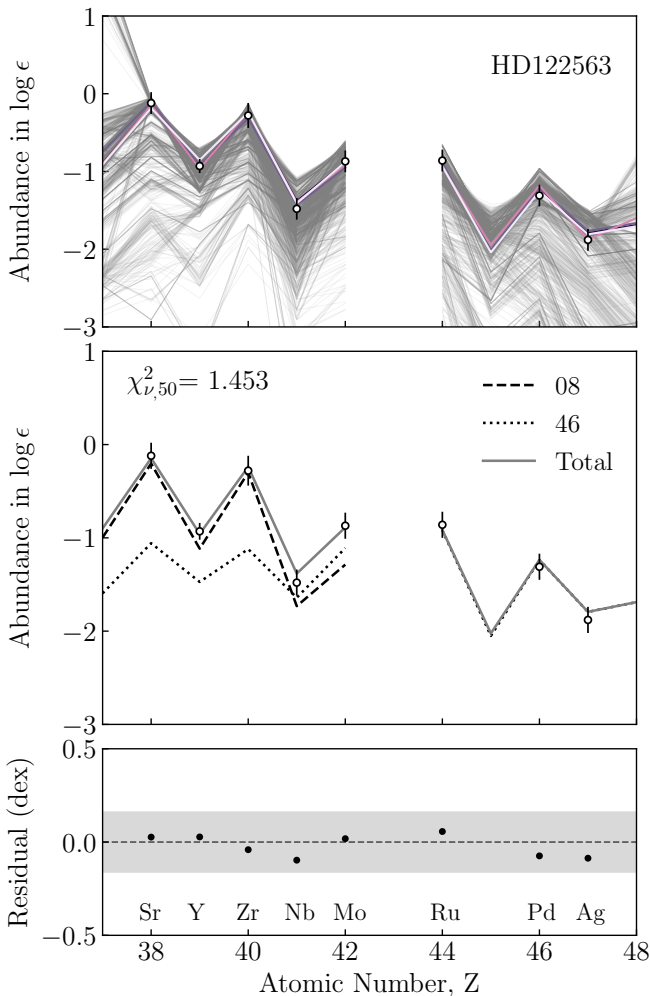 Abundance in log ϵ
1
0
−1
−2
−3
HD122563
Abundance in log ϵ
1
0
−1
−2
−3
χ²ν,50= 1.453
08
46
Total
Residual (dex)
0.5
0.0
−0.5
Sr Y Zr Nb Mo Ru Pd Ag
38 40 42 44 46 48
Atomic Number, Z